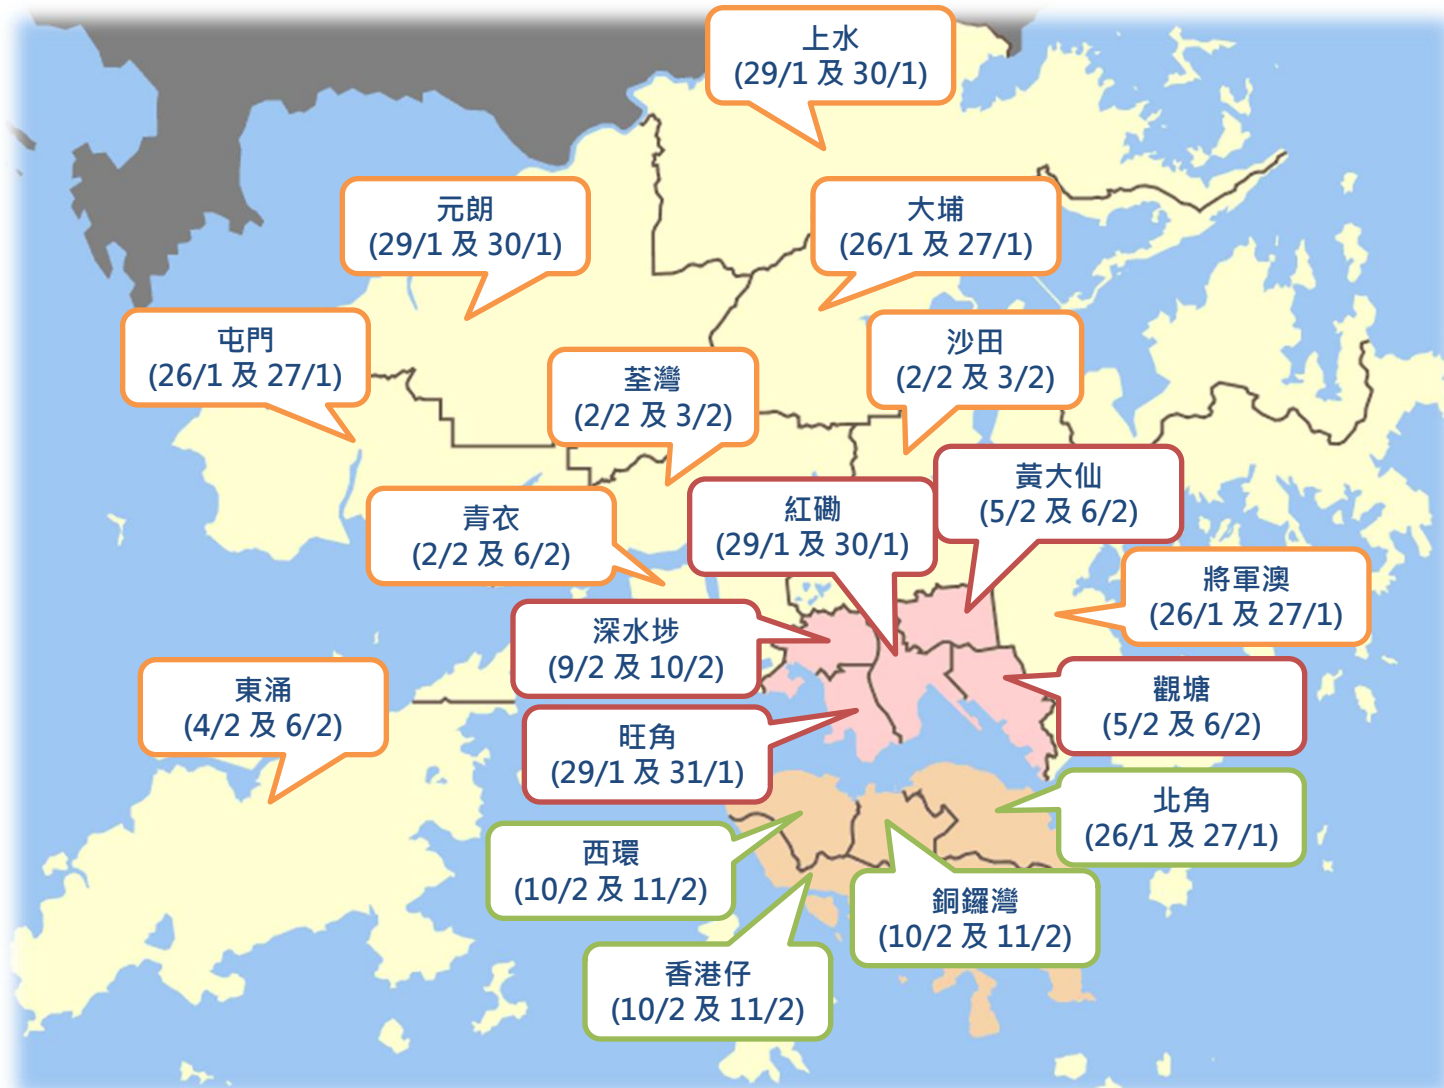 上水
(29/1 及 30/1)
元朗
(29/1 及 30/1)
大埔
(26/1 及 27/1)
屯門
(26/1 及 27/1)
沙田
(2/2 及 3/2)
荃灣
(2/2 及 3/2)
黃大仙
(5/2 及 6/2)
紅磡
(29/1 及 30/1)
青衣
(2/2 及 6/2)
將軍澳
(26/1 及 27/1)
深水埗
(9/2 及 10/2)
東涌
(4/2 及 6/2)
觀塘
(5/2 及 6/2)
旺角
(29/1 及 31/1)
北角
(26/1 及 27/1)
西環
(10/2 及 11/2)
銅鑼灣
(10/2 及 11/2)
香港仔
(10/2 及 11/2)